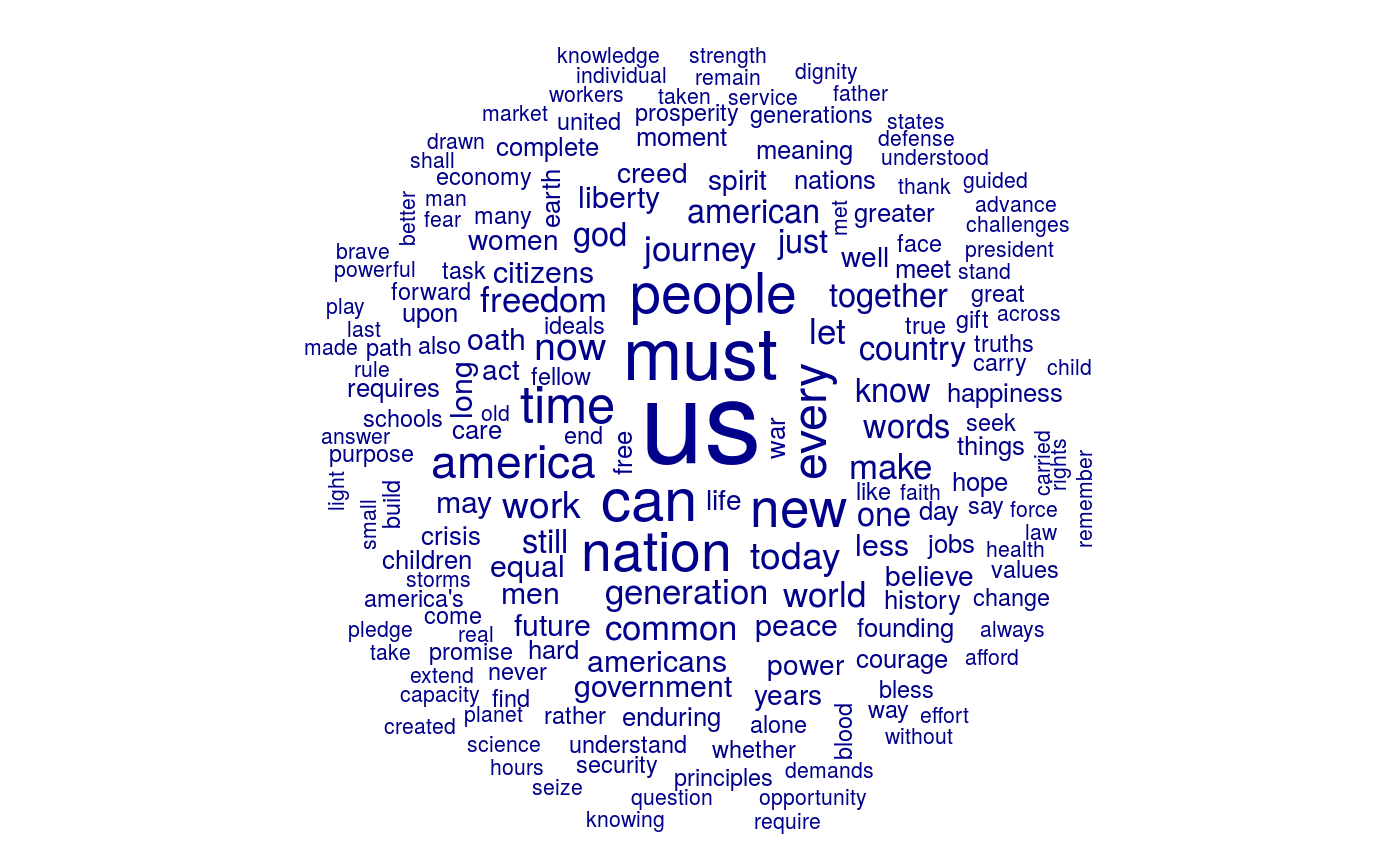 knowledge strength
individual remain dignity
workers taken service father
market united prosperity generations states
drawn complete moment meaning defense
shall understood
economy earth creed spirit nations thank guided
better man liberty american met greater advance
fear many challenges
women god journey just well face president
brave
powerful task citizens meet stand
forward freedom people together great
play upon ideals let true gift across
last oath now must country truths
made path also carry child
rule act fellow
requires long time us every know happiness
schools old words seek
answer care end free war things carried rights
purpose america make remember
light small build may work can life new like faith hope
one day say force
crisis still nation today less jobs law
children equal health
storms believe values
america's men generation world history change
come
pledge real future common peace founding always
take promise hard
extend never americans power courage afford
capacity find government years bless
created planet rather enduring alone blood way effort
science understand whether without
hours security principles demands
seize question opportunity
knowing require